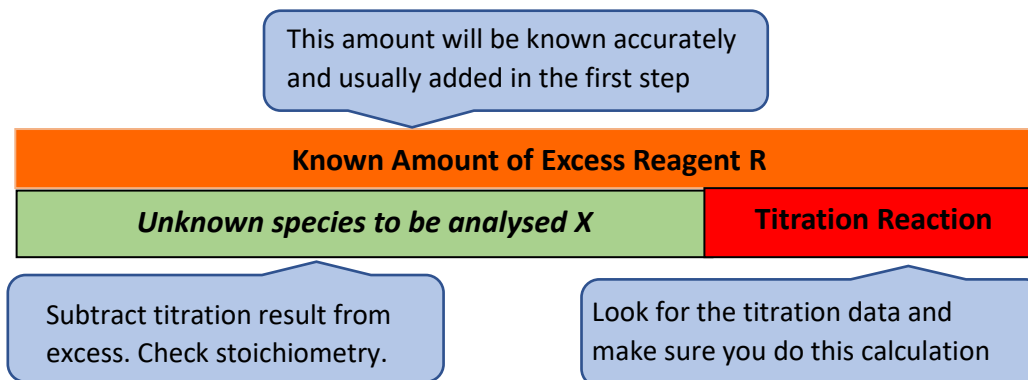 This amount will be known accurately
and usually added in the first step
Known Amount of Excess Reagent R
Unknown species to be analysed X
Titration Reaction
Subtract titration result from
excess. Check stoichiometry.
Look for the titration data and
make sure you do this calculation